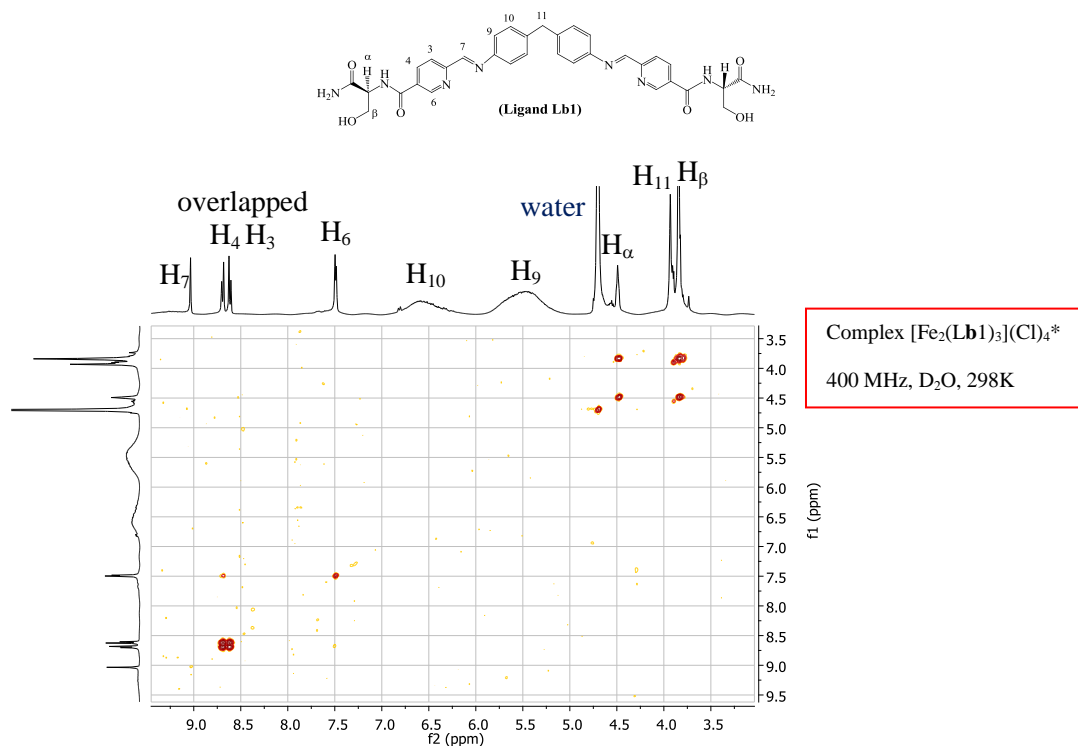 11
10
9
3
7
α
H
4
O
H
N
N
N
N
N
H
N
H
O
H₂N
6
NH₂
HO
β
O
(Ligand Lb1)
O
OH
H₁₁
H_β
overlapped
water
H₄ H₃
H₆
H_α
H₇
H₁₀
H₉
Complex [Fe₂(Lb1)₃](Cl)₄*
400 MHz, D₂O, 298K
3.5
4.0
4.5
5.0
5.5
6.0
6.5
7.0
7.5
8.0
8.5
9.0
9.5
f1 (ppm)
9.0 8.5 8.0 7.5 7.0 6.5 6.0 5.5 5.0 4.5 4.0 3.5
f2 (ppm)